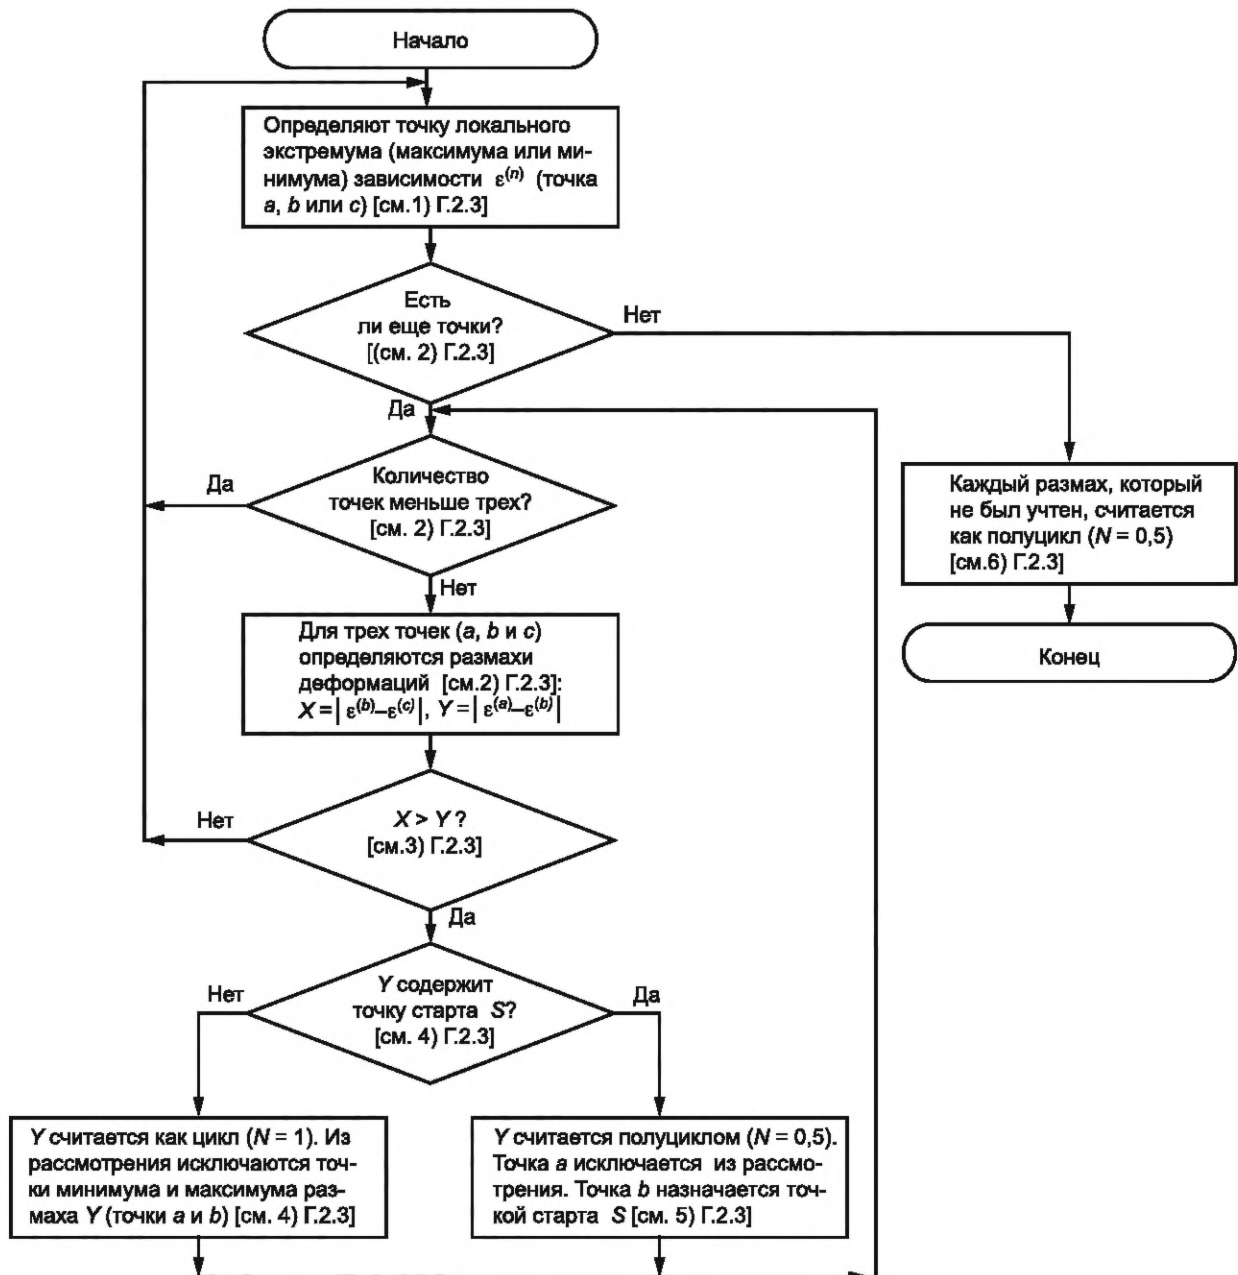 Начало
Определяют точку локального
экстремума (максимума или ми-
нимума) зависимости ε⁽ⁿ⁾ (точка
a, b или c) [см.1) Г.2.3]
Есть
ли еще точки?
[(см. 2) Г.2.3]
Нет
Да
Количество
точек меньше трех?
[см. 2) Г.2.3]
Да
Нет
Каждый размах, который
не был учтен, считается
как полуцикл (N = 0,5)
[см.6) Г.2.3]
Конец
Для трех точек (a, b и c)
определяются размахи
деформаций [см.2) Г.2.3]:
X = | ε⁽ᵇ⁾–ε⁽ᶜ⁾|, Y = | ε⁽ᵃ⁾–ε⁽ᵇ⁾|
X > Y ?
[см.3) Г.2.3]
Нет
Да
Y содержит
точку старта S?
[см. 4) Г.2.3]
Нет
Да
Y считается как цикл (N = 1). Из
рассмотрения исключаются точ-
ки минимума и максимума раз-
маха Y (точки a и b) [см. 4) Г.2.3]
Y считается полуциклом (N = 0,5).
Точка a исключается из рассмо-
трения. Точка b назначается точ-
кой старта S [см. 5) Г.2.3]